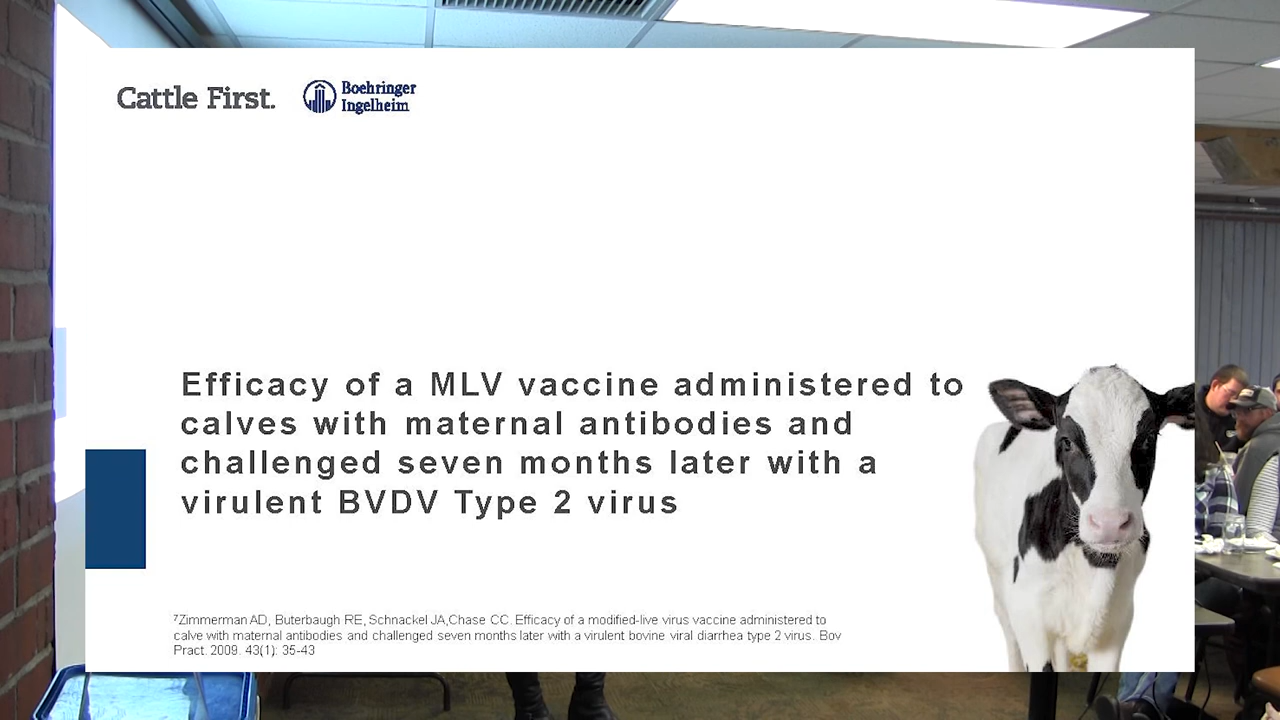 Cattle First.
Boehringer
Ingelheim
Efficacy of a MLV vaccine administered to
calves with maternal antibodies and
challenged seven months later with a
virulent BVDV Type 2 virus
⁷Zimmerman AD, Buterbaugh RE, Schnackel JA,Chase CC. Efficacy of a modified-live virus vaccine administered to
calve with maternal antibodies and challenged seven months later with a virulent bovine viral diarrhea type 2 virus. Bov
Pract. 2009. 43(1): 35-43